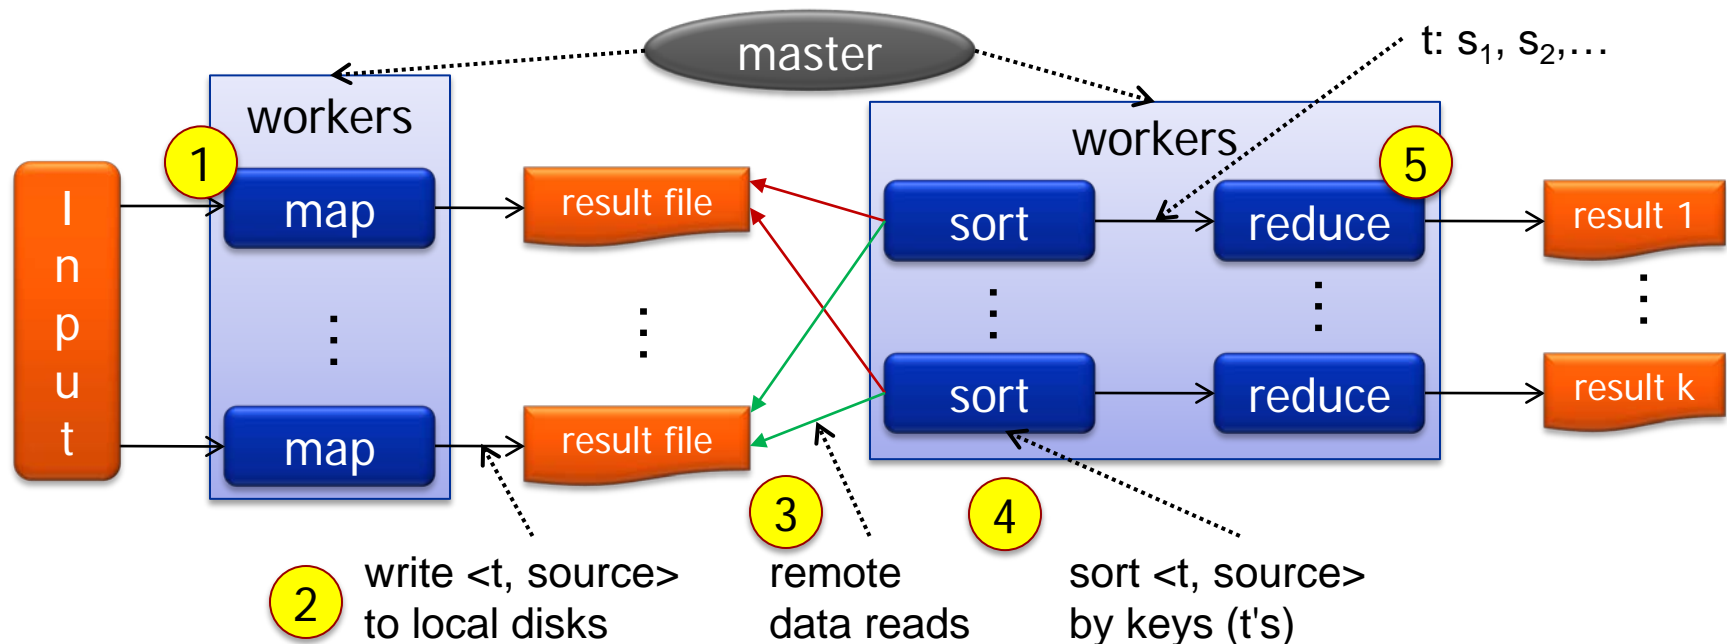 master
t: s₁, s₂,…
workers
workers
1
5
Input
map
result file
sort
reduce
result 1
map
result file
sort
reduce
result k
2
write <t, source>
to local disks
3
remote
data reads
4
sort <t, source>
by keys (t's)